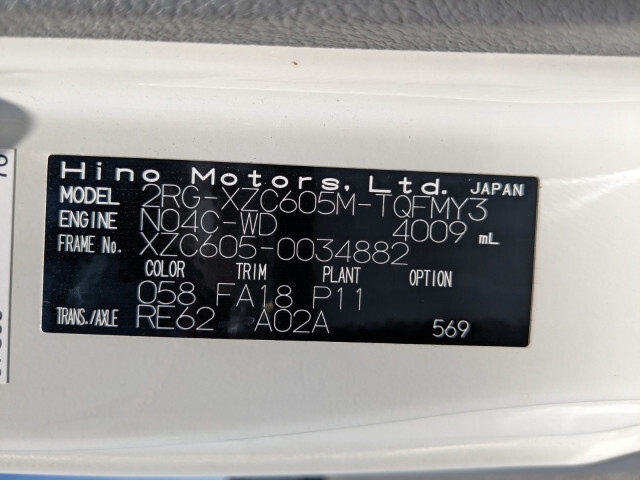 Hino Motors, Ltd. JAPAN
MODEL 2RG-XZC605M-TQFMY3
ENGINE N04C-WD 4009 mL
FRAME No. XZC605-0034882
COLOR TRIM PLANT OPTION
058 FA18 P11
TRANS./AXLE RE62 A02A 569